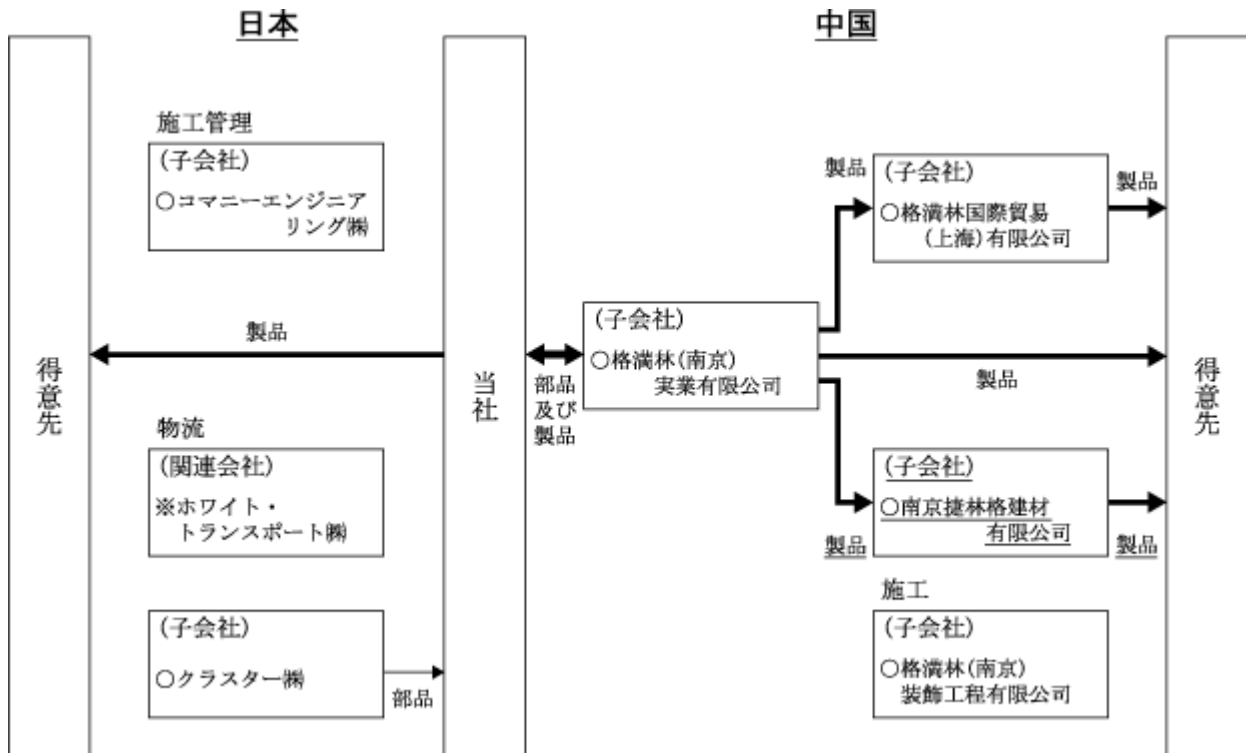 日本
中国
施工管理
(子会社)
○コマニーエンジニア
リング㈱
製品
得意先
物流
(関連会社)
※ホワイト・
トランスポート㈱
(子会社)
○クラスター㈱
部品
当社
部品
及び
製品
(子会社)
○格満林(南京)
実業有限公司
製品
(子会社)
○格満林国際貿易
(上海)有限公司
製品
製品
(子会社)
○南京捷林格建材
有限公司
製品
製品
施工
(子会社)
○格満林(南京)
装飾工程有限公司
得意先